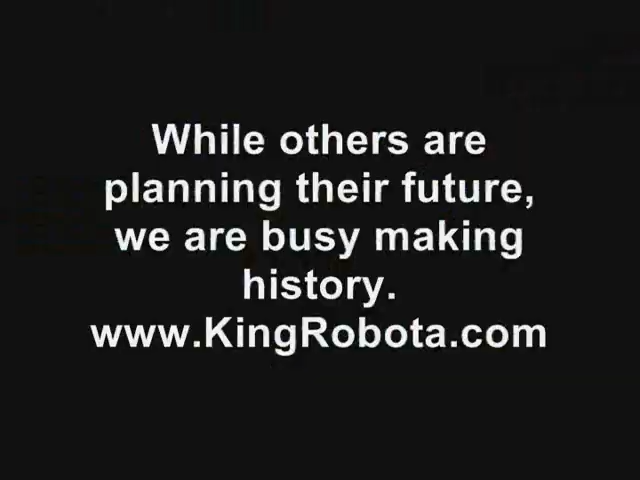 While others are
planning their future,
we are busy making
history.
www.KingRobota.com